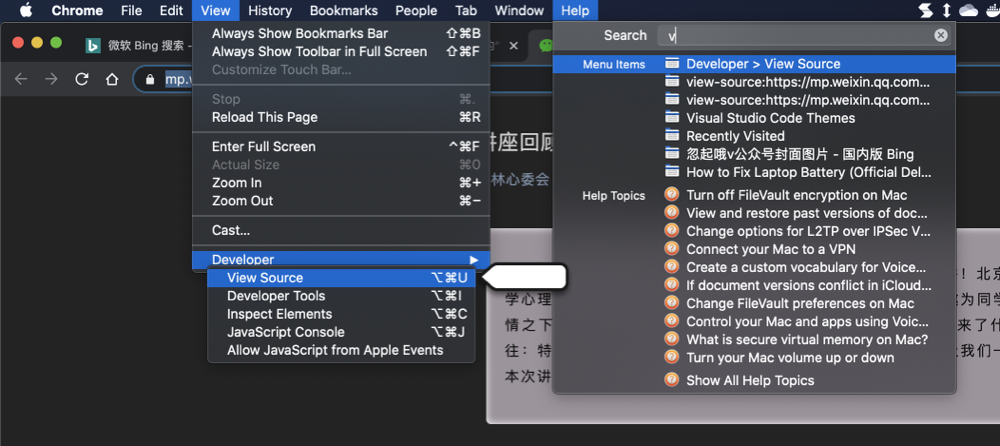 Chrome File Edit View History Bookmarks People Tab Window Help
微软 Bing 搜索 -
mp.w
Always Show Bookmarks Bar ⇧⌘B
Always Show Toolbar in Full Screen ⇧⌘F
Customize Touch Bar...
Stop ⌘.
Reload This Page ⌘R
Enter Full Screen ^⌘F
Actual Size ⌘0
Zoom In ⌘+
Zoom Out ⌘−
Cast...
Developer ▶
View Source ⌥⌘U
Developer Tools ⌥⌘I
Inspect Elements ⌥⌘C
JavaScript Console ⌥⌘J
Allow JavaScript from Apple Events
Search v
Menu Items Developer > View Source
view-source:https://mp.weixin.qq.com...
view-source:https://mp.weixin.qq.com...
Visual Studio Code Themes
Recently Visited
忽起哦v公众号封面图片 - 国内版 Bing
How to Fix Laptop Battery (Official Del...
Help Topics Turn off FileVault encryption on Mac
View and restore past versions of doc...
Change options for L2TP over IPSec V...
Connect your Mac to a VPN
Create a custom vocabulary for Voice...
If document versions conflict in iCloud...
Change FileVault preferences on Mac
Control your Mac and apps using Voic...
What is secure virtual memory on Mac?
Turn your Mac volume up or down
Show All Help Topics
座回顾
林心委会
！北京
学心理
为同学
情之下
来了什
往：特
我们一
本次讲